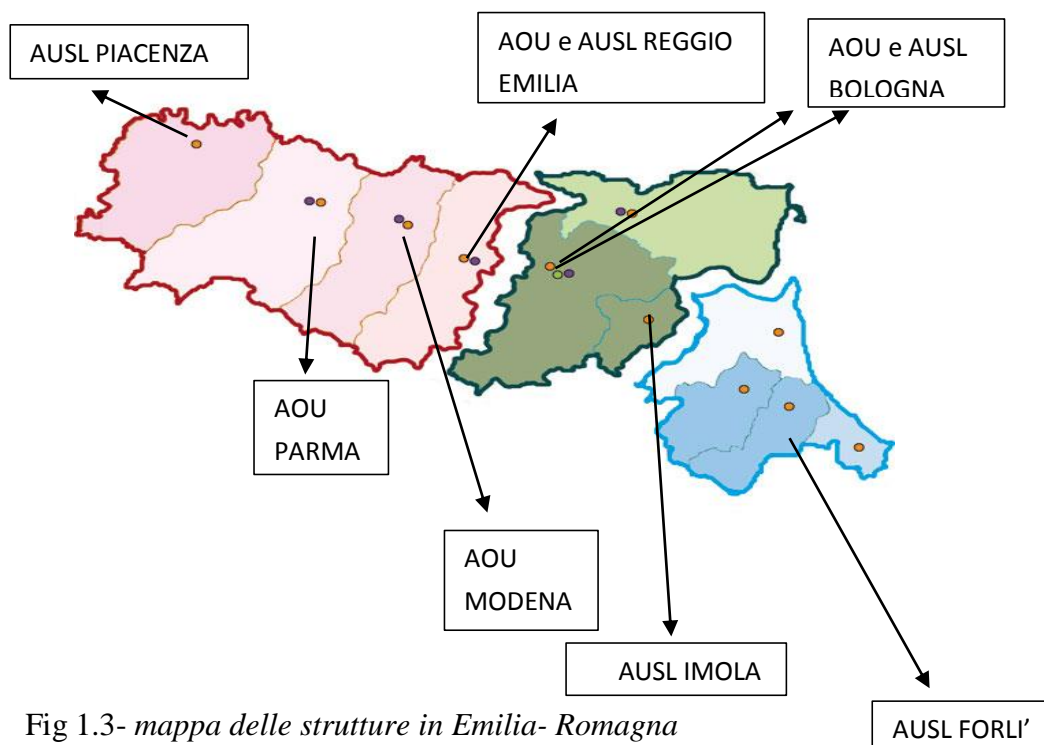 AUSL PIACENZA
AOU e AUSL REGGIO
EMILIA
AOU e AUSL
BOLOGNA
AOU
PARMA
AOU
MODENA
AUSL IMOLA
AUSL FORLI’
Fig 1.3- mappa delle strutture in Emilia- Romagna